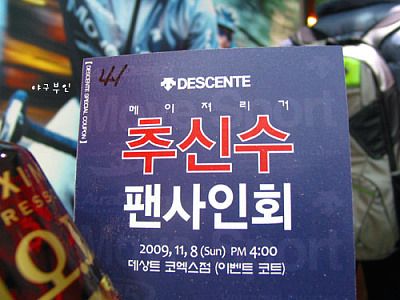 41
[ DESCENTE SPECIAL COUPON ]
DESCENTE
메이저리거
추신수
팬사인회
2009, 11, 8 (Sun) PM 4:00
데상트 코엑스점 (이벤트 코트)
야구부인